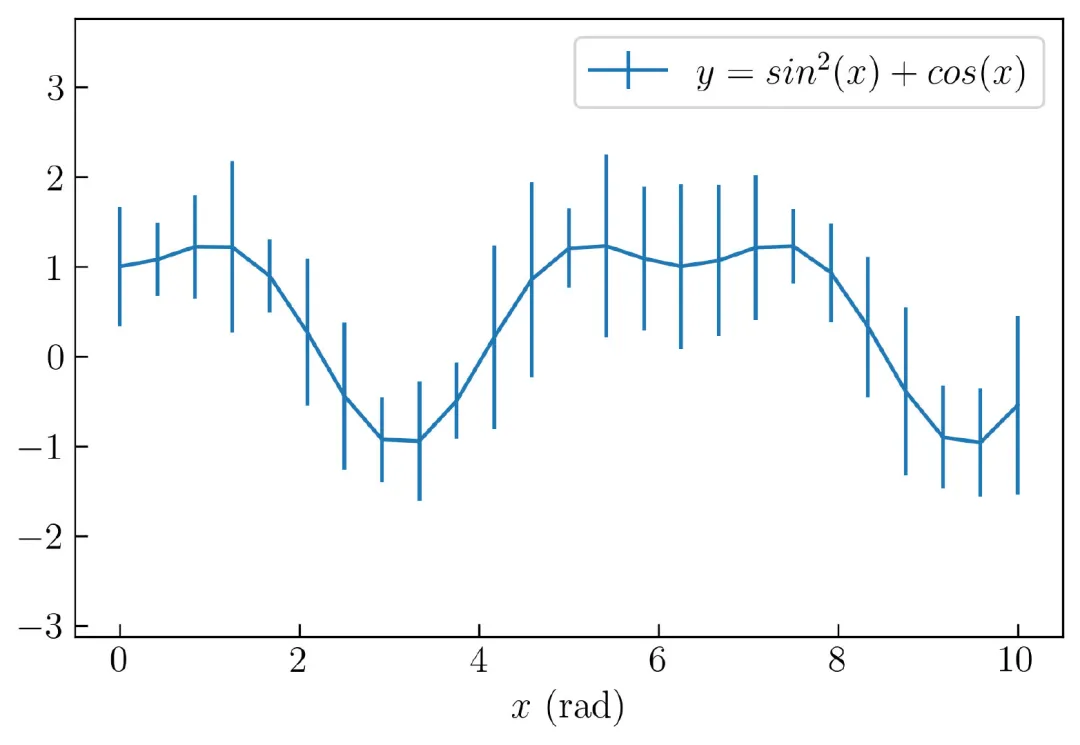 y = sin²(x) + cos(x)
3
2
1
0
−1
−2
−3
0 2 4 6 8 10
x (rad)